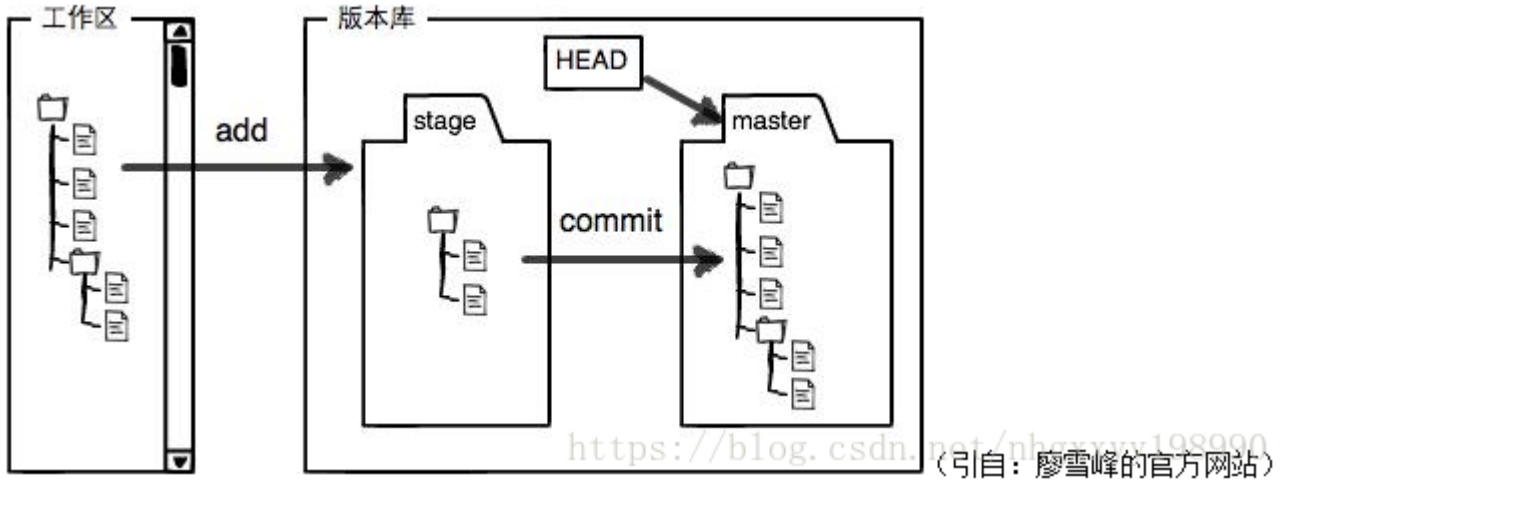 工作区
版本库
HEAD
add
stage
master
commit
https://blog.csdn.net/nhgxxyy198990
(引自：廖雪峰的官方网站)